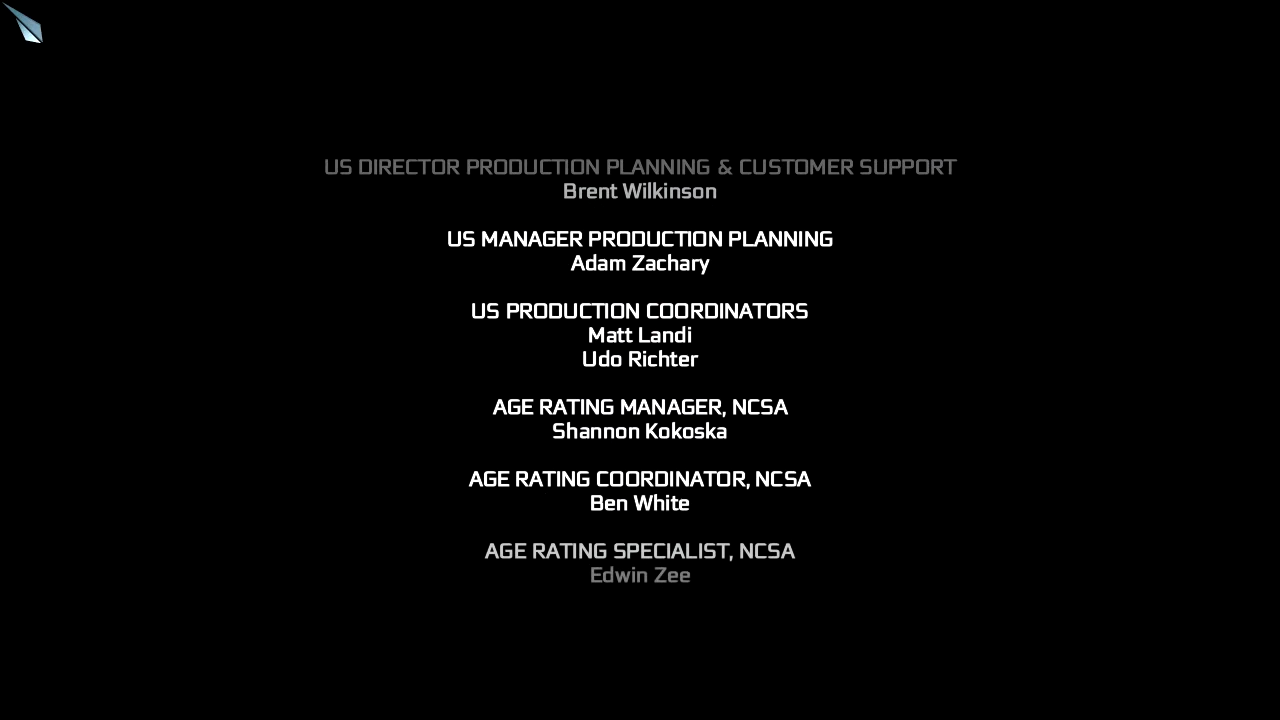 US DIRECTOR PRODUCTION PLANNING & CUSTOMER SUPPORT
Brent Wilkinson
US MANAGER PRODUCTION PLANNING
Adam Zachary
US PRODUCTION COORDINATORS
Matt Landi
Udo Richter
AGE RATING MANAGER, NCSA
Shannon Kokoska
AGE RATING COORDINATOR, NCSA
Ben White
AGE RATING SPECIALIST, NCSA
Edwin Zee